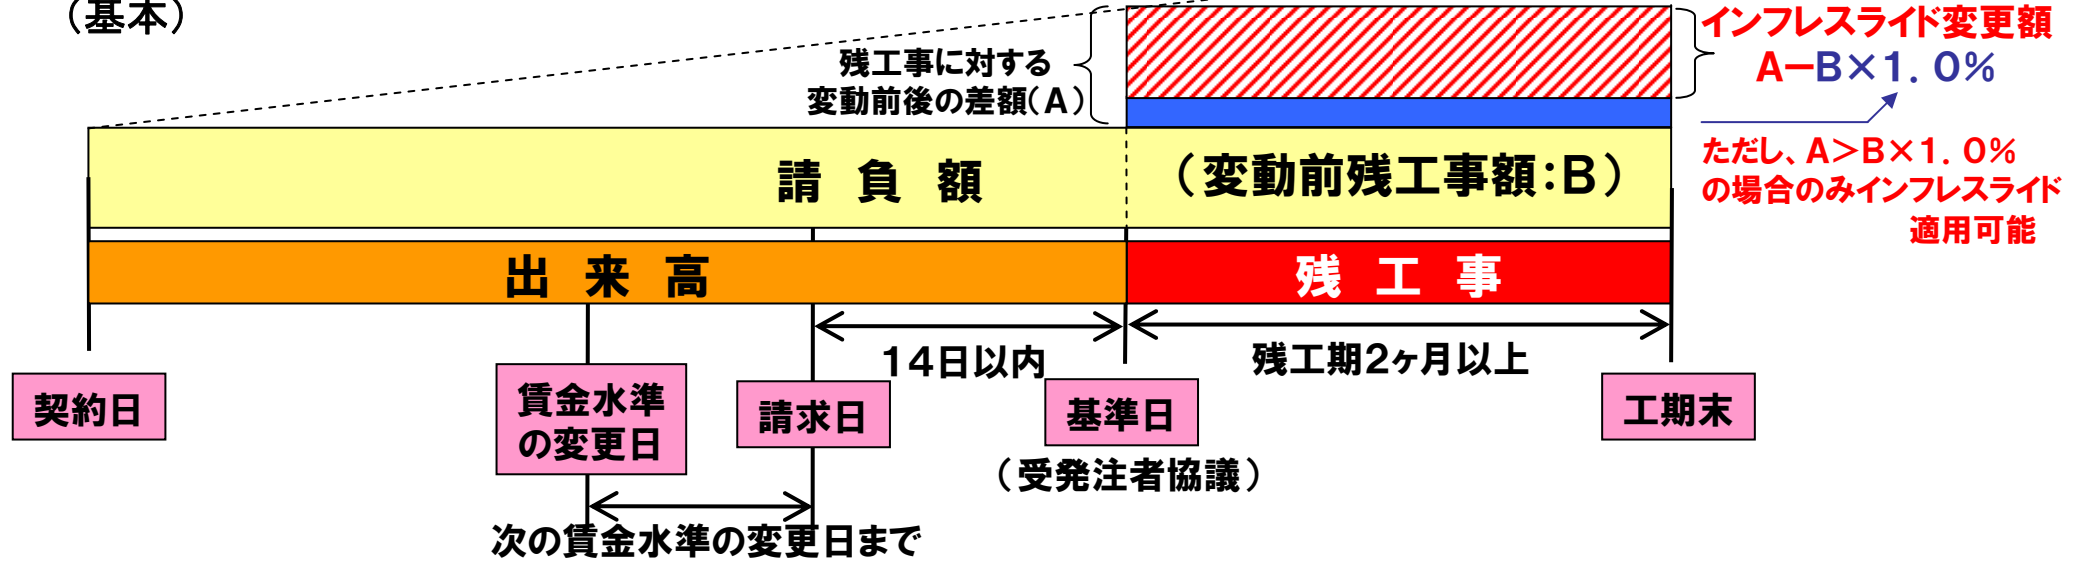 （基本）
残工事に対する
変動前後の差額（Ａ）
インフレスライド変更額
Ａ－Ｂ×１．０％
ただし、Ａ＞Ｂ×１．０％
の場合のみインフレスライド
適用可能
請　負　額
（変動前残工事額：Ｂ）
出　来　高
残　工　事
１４日以内
残工期２ヶ月以上
契約日
賃金水準
の変更日
請求日
基準日
（受発注者協議）
工期末
次の賃金水準の変更日まで